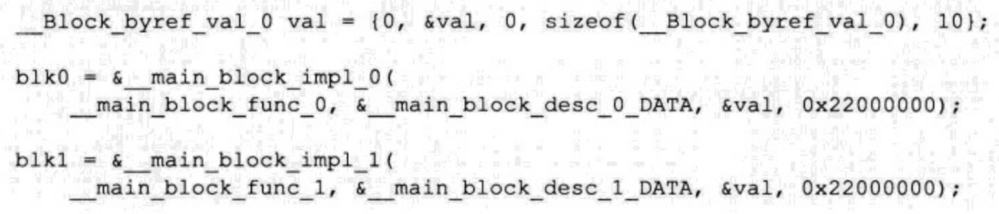 __Block_byref_val_0 val = {0, &val, 0, sizeof(__Block_byref_val_0), 10};
blk0 = &__main_block_impl_0(
__main_block_func_0, &__main_block_desc_0_DATA, &val, 0x22000000);
blk1 = &__main_block_impl_1(
__main_block_func_1, &__main_block_desc_1_DATA, &val, 0x22000000);